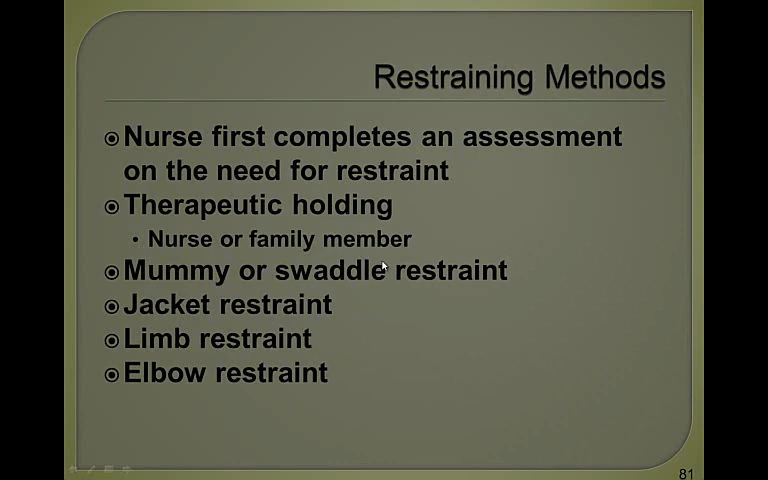 Restraining Methods
Nurse first completes an assessment
on the need for restraint
Therapeutic holding
• Nurse or family member
Mummy or swaddle restraint
Jacket restraint
Limb restraint
Elbow restraint
81